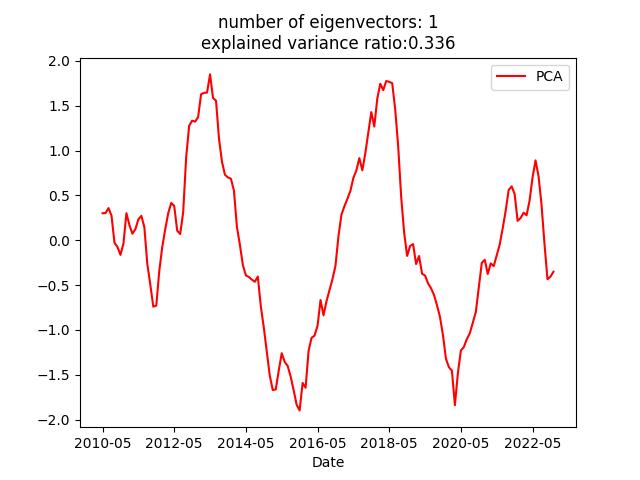 number of eigenvectors: 1
explained variance ratio:0.336
PCA
2.0
1.5
1.0
0.5
0.0
−0.5
−1.0
−1.5
−2.0
2010-05 2012-05 2014-05 2016-05 2018-05 2020-05 2022-05
Date